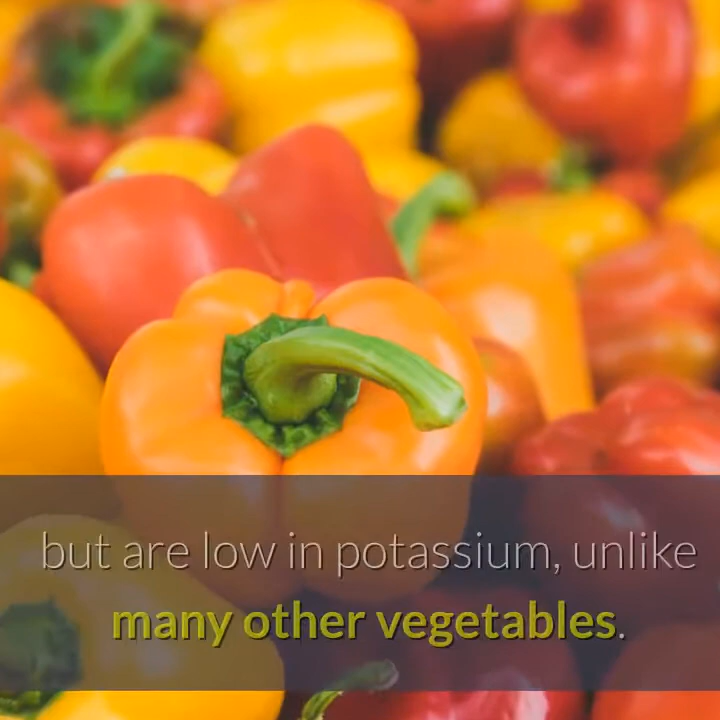 but are low in potassium, unlike
many other vegetables.